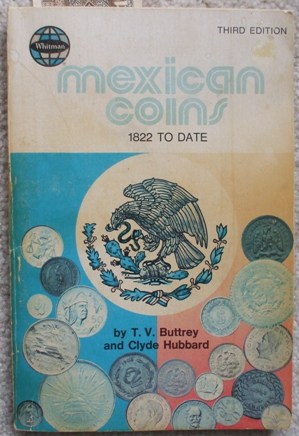 Whitman
THIRD EDITION
mexican
coins
1822 TO DATE
by T. V. Buttrey
and Clyde Hubbard